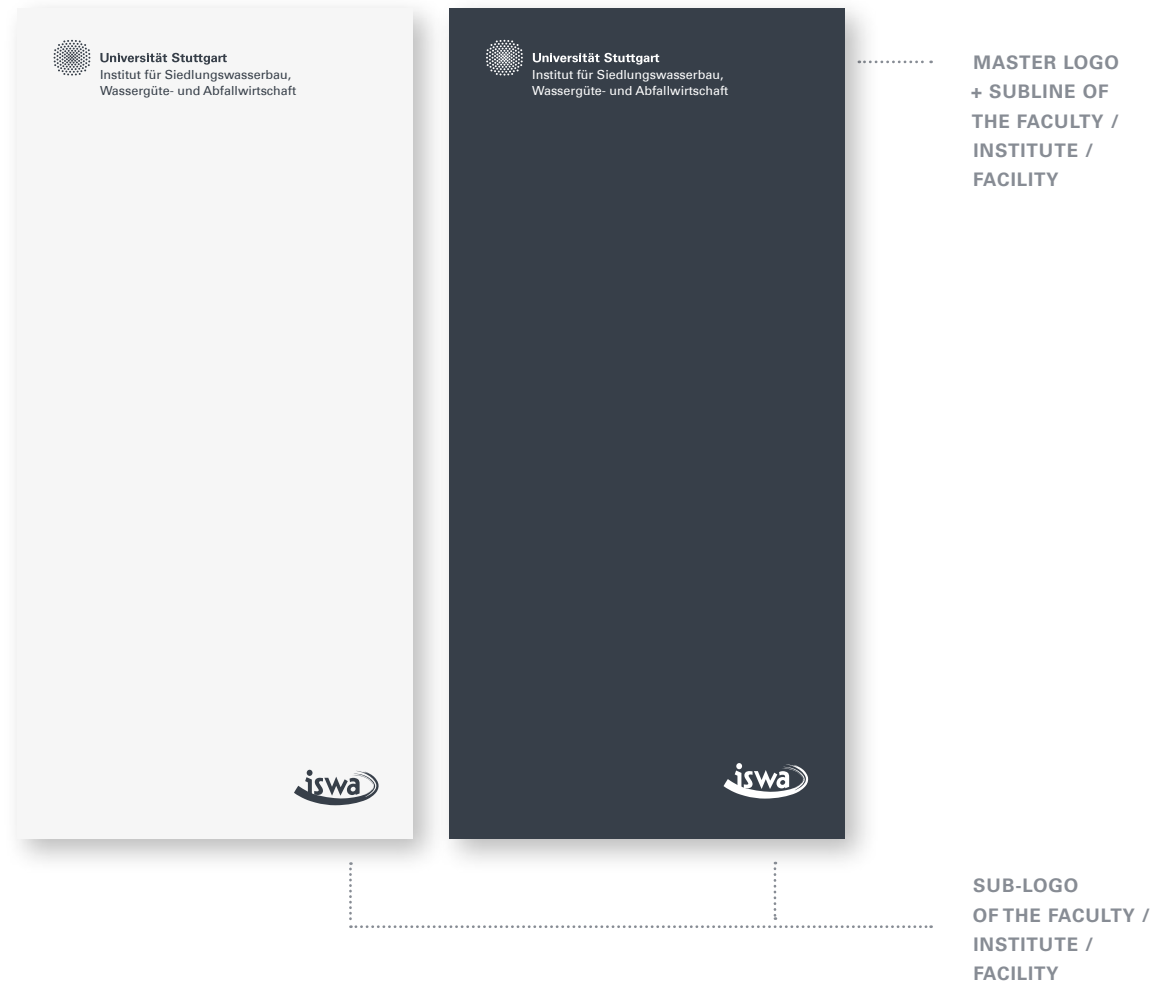 Universität Stuttgart
Institut für Siedlungswasserbau,
Wassergüte- und Abfallwirtschaft
Universität Stuttgart
Institut für Siedlungswasserbau,
Wassergüte- und Abfallwirtschaft
MASTER LOGO
+ SUBLINE OF
THE FACULTY /
INSTITUTE /
FACILITY
iswa
iswa
SUB-LOGO
OF THE FACULTY /
INSTITUTE /
FACILITY